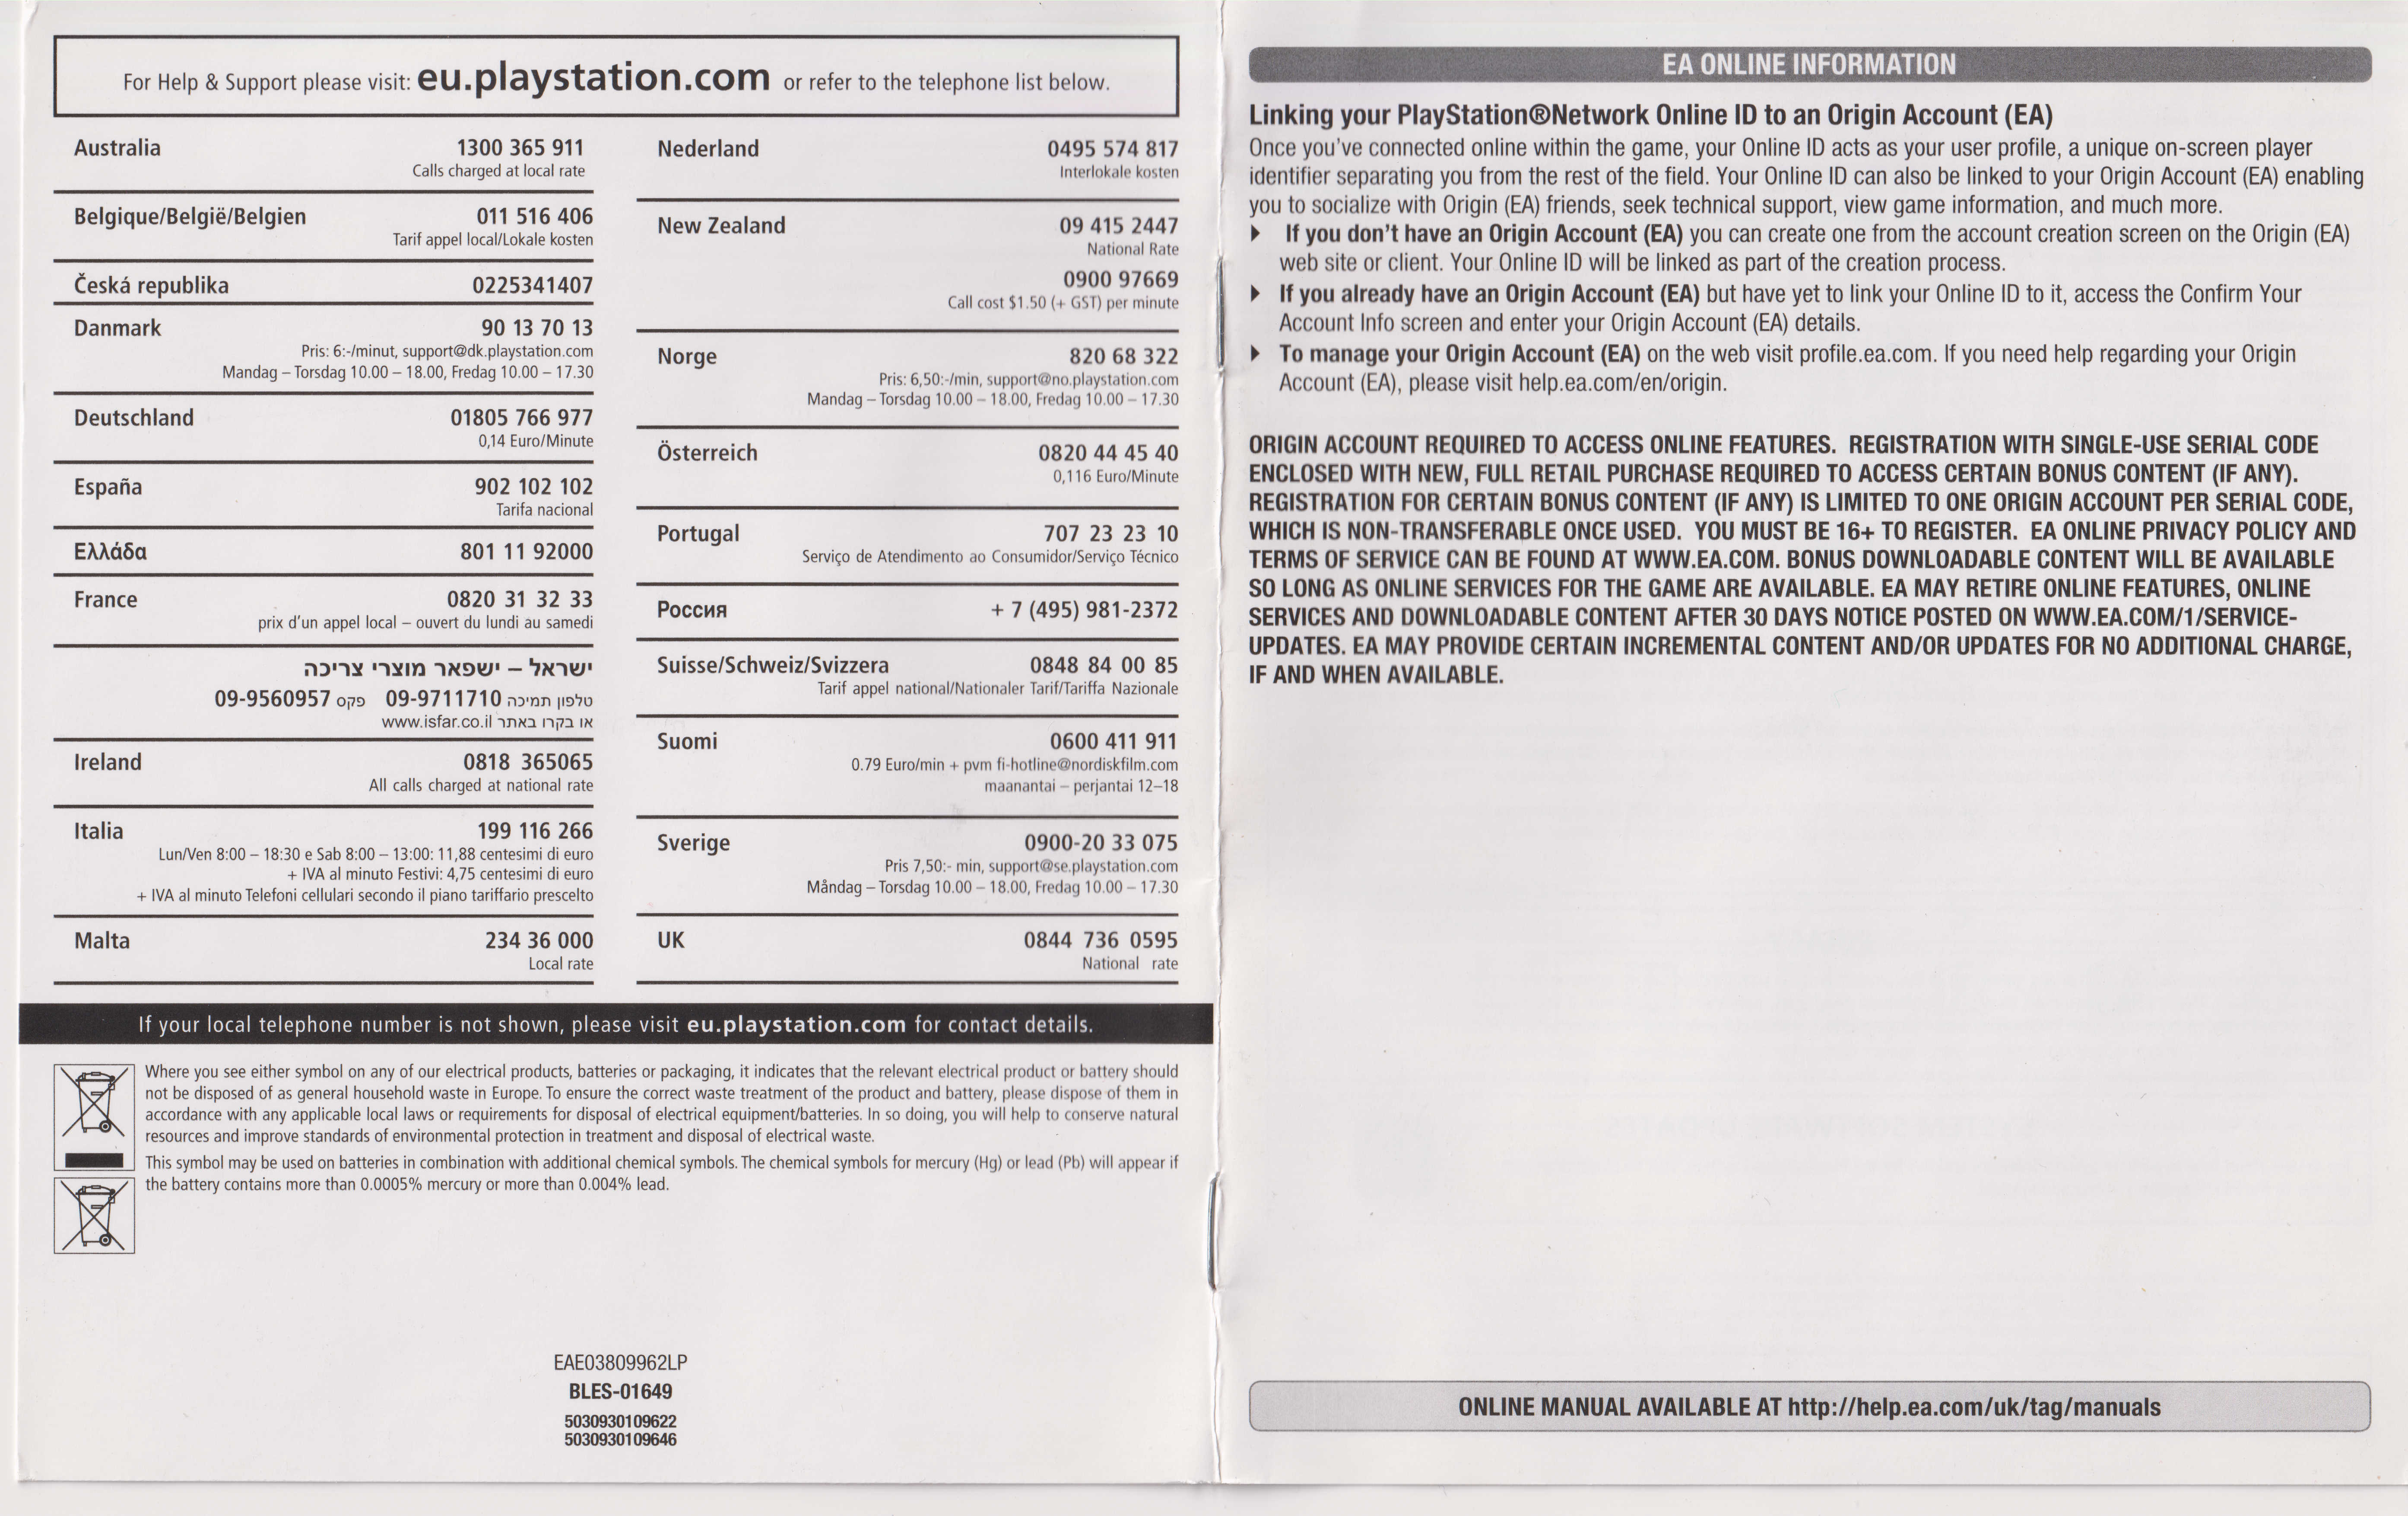 For Help & Support please visit: eu.playstation.com or refer to the telephone list below.
Australia 1300 365 911
Calls charged at local rate
Belgique/België/Belgien 011 516 406
Tarif appel local/Lokale kosten
Česká republika 0225341407
Danmark 90 13 70 13
Pris: 6:-/minut, support@dk.playstation.com
Mandag – Torsdag 10.00 – 18.00, Fredag 10.00 – 17.30
Deutschland 01805 766 977
0,14 Euro/Minute
España 902 102 102
Tarifa nacional
Ελλάδα 801 11 92000
France 0820 31 32 33
prix d'un appel local – ouvert du lundi au samedi
ישראל – ישפאר מוצרי צריכה
טלפון תמיכה 09-9711710 פקס 09-9560957
או בקרו באתר www.isfar.co.il
Ireland 0818 365065
All calls charged at national rate
Italia 199 116 266
Lun/Ven 8:00 – 18:30 e Sab 8:00 – 13:00: 11,88 centesimi di euro
+ IVA al minuto Festivi: 4,75 centesimi di euro
+ IVA al minuto Telefoni cellulari secondo il piano tariffario prescelto
Malta 234 36 000
Local rate
Nederland 0495 574 817
Interlokale kosten
New Zealand 09 415 2447
National Rate
0900 97669
Call cost $1.50 (+ GST) per minute
Norge 820 68 322
Pris: 6,50:-/min, support@no.playstation.com
Mandag – Torsdag 10.00 – 18.00, Fredag 10.00 – 17.30
Österreich 0820 44 45 40
0,116 Euro/Minute
Portugal 707 23 23 10
Serviço de Atendimento ao Consumidor/Serviço Técnico
Россия + 7 (495) 981-2372
Suisse/Schweiz/Svizzera 0848 84 00 85
Tarif appel national/Nationaler Tarif/Tariffa Nazionale
Suomi 0600 411 911
0.79 Euro/min + pvm fi-hotline@nordiskfilm.com
maanantai – perjantai 12–18
Sverige 0900-20 33 075
Pris 7,50:- min, support@se.playstation.com
Måndag – Torsdag 10.00 – 18.00, Fredag 10.00 – 17.30
UK 0844 736 0595
National rate
If your local telephone number is not shown, please visit eu.playstation.com for contact details.
Where you see either symbol on any of our electrical products, batteries or packaging, it indicates that the relevant electrical product or battery should
not be disposed of as general household waste in Europe. To ensure the correct waste treatment of the product and battery, please dispose of them in
accordance with any applicable local laws or requirements for disposal of electrical equipment/batteries. In so doing, you will help to conserve natural
resources and improve standards of environmental protection in treatment and disposal of electrical waste.
This symbol may be used on batteries in combination with additional chemical symbols. The chemical symbols for mercury (Hg) or lead (Pb) will appear if
the battery contains more than 0.0005% mercury or more than 0.004% lead.
EAE03809962LP
BLES-01649
5030930109622
5030930109646
EA ONLINE INFORMATION
Linking your PlayStation®Network Online ID to an Origin Account (EA)
Once you've connected online within the game, your Online ID acts as your user profile, a unique on-screen player
identifier separating you from the rest of the field. Your Online ID can also be linked to your Origin Account (EA) enabling
you to socialize with Origin (EA) friends, seek technical support, view game information, and much more.
If you don't have an Origin Account (EA) you can create one from the account creation screen on the Origin (EA)
web site or client. Your Online ID will be linked as part of the creation process.
If you already have an Origin Account (EA) but have yet to link your Online ID to it, access the Confirm Your
Account Info screen and enter your Origin Account (EA) details.
To manage your Origin Account (EA) on the web visit profile.ea.com. If you need help regarding your Origin
Account (EA), please visit help.ea.com/en/origin.
ORIGIN ACCOUNT REQUIRED TO ACCESS ONLINE FEATURES. REGISTRATION WITH SINGLE-USE SERIAL CODE
ENCLOSED WITH NEW, FULL RETAIL PURCHASE REQUIRED TO ACCESS CERTAIN BONUS CONTENT (IF ANY).
REGISTRATION FOR CERTAIN BONUS CONTENT (IF ANY) IS LIMITED TO ONE ORIGIN ACCOUNT PER SERIAL CODE,
WHICH IS NON-TRANSFERABLE ONCE USED. YOU MUST BE 16+ TO REGISTER. EA ONLINE PRIVACY POLICY AND
TERMS OF SERVICE CAN BE FOUND AT WWW.EA.COM. BONUS DOWNLOADABLE CONTENT WILL BE AVAILABLE
SO LONG AS ONLINE SERVICES FOR THE GAME ARE AVAILABLE. EA MAY RETIRE ONLINE FEATURES, ONLINE
SERVICES AND DOWNLOADABLE CONTENT AFTER 30 DAYS NOTICE POSTED ON WWW.EA.COM/1/SERVICE-
UPDATES. EA MAY PROVIDE CERTAIN INCREMENTAL CONTENT AND/OR UPDATES FOR NO ADDITIONAL CHARGE,
IF AND WHEN AVAILABLE.
ONLINE MANUAL AVAILABLE AT http://help.ea.com/uk/tag/manuals